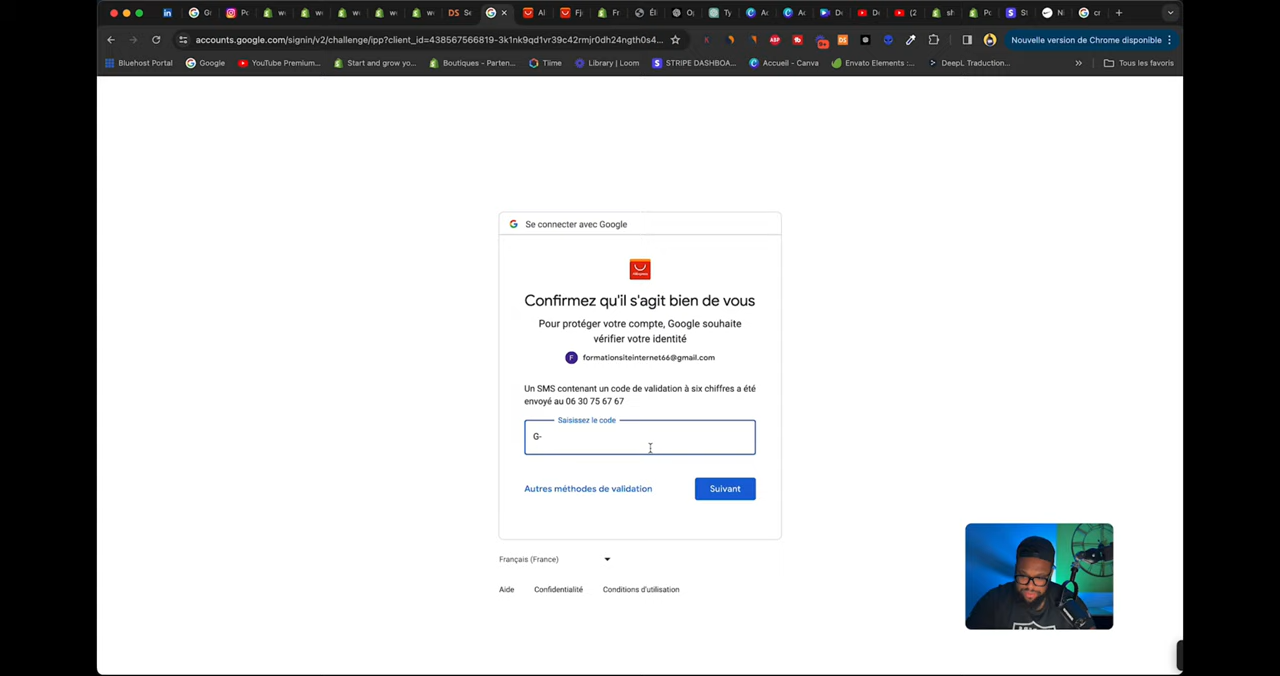 accounts.google.com/signin/v2/challenge/ipp?client_id=438567566819-3k1nk9qd1vr39c42rmjr0dh24ngth0s4...
Nouvelle version de Chrome disponible
Bluehost Portal
Google
YouTube Premium...
Start and grow yo...
Boutiques - Parten...
Tiime
Library | Loom
STRIPE DASHBOA...
Accueil - Canva
Envato Elements :...
DeepL Traduction...
Tous les favoris
Se connecter avec Google
Confirmez qu'il s'agit bien de vous
Pour protéger votre compte, Google souhaite
vérifier votre identité
F
formationsiteinternet66@gmail.com
Un SMS contenant un code de validation à six chiffres a été
envoyé au 06 30 75 67 67
Saisissez le code
G-
Autres méthodes de validation
Suivant
Français (France)
Aide
Confidentialité
Conditions d'utilisation